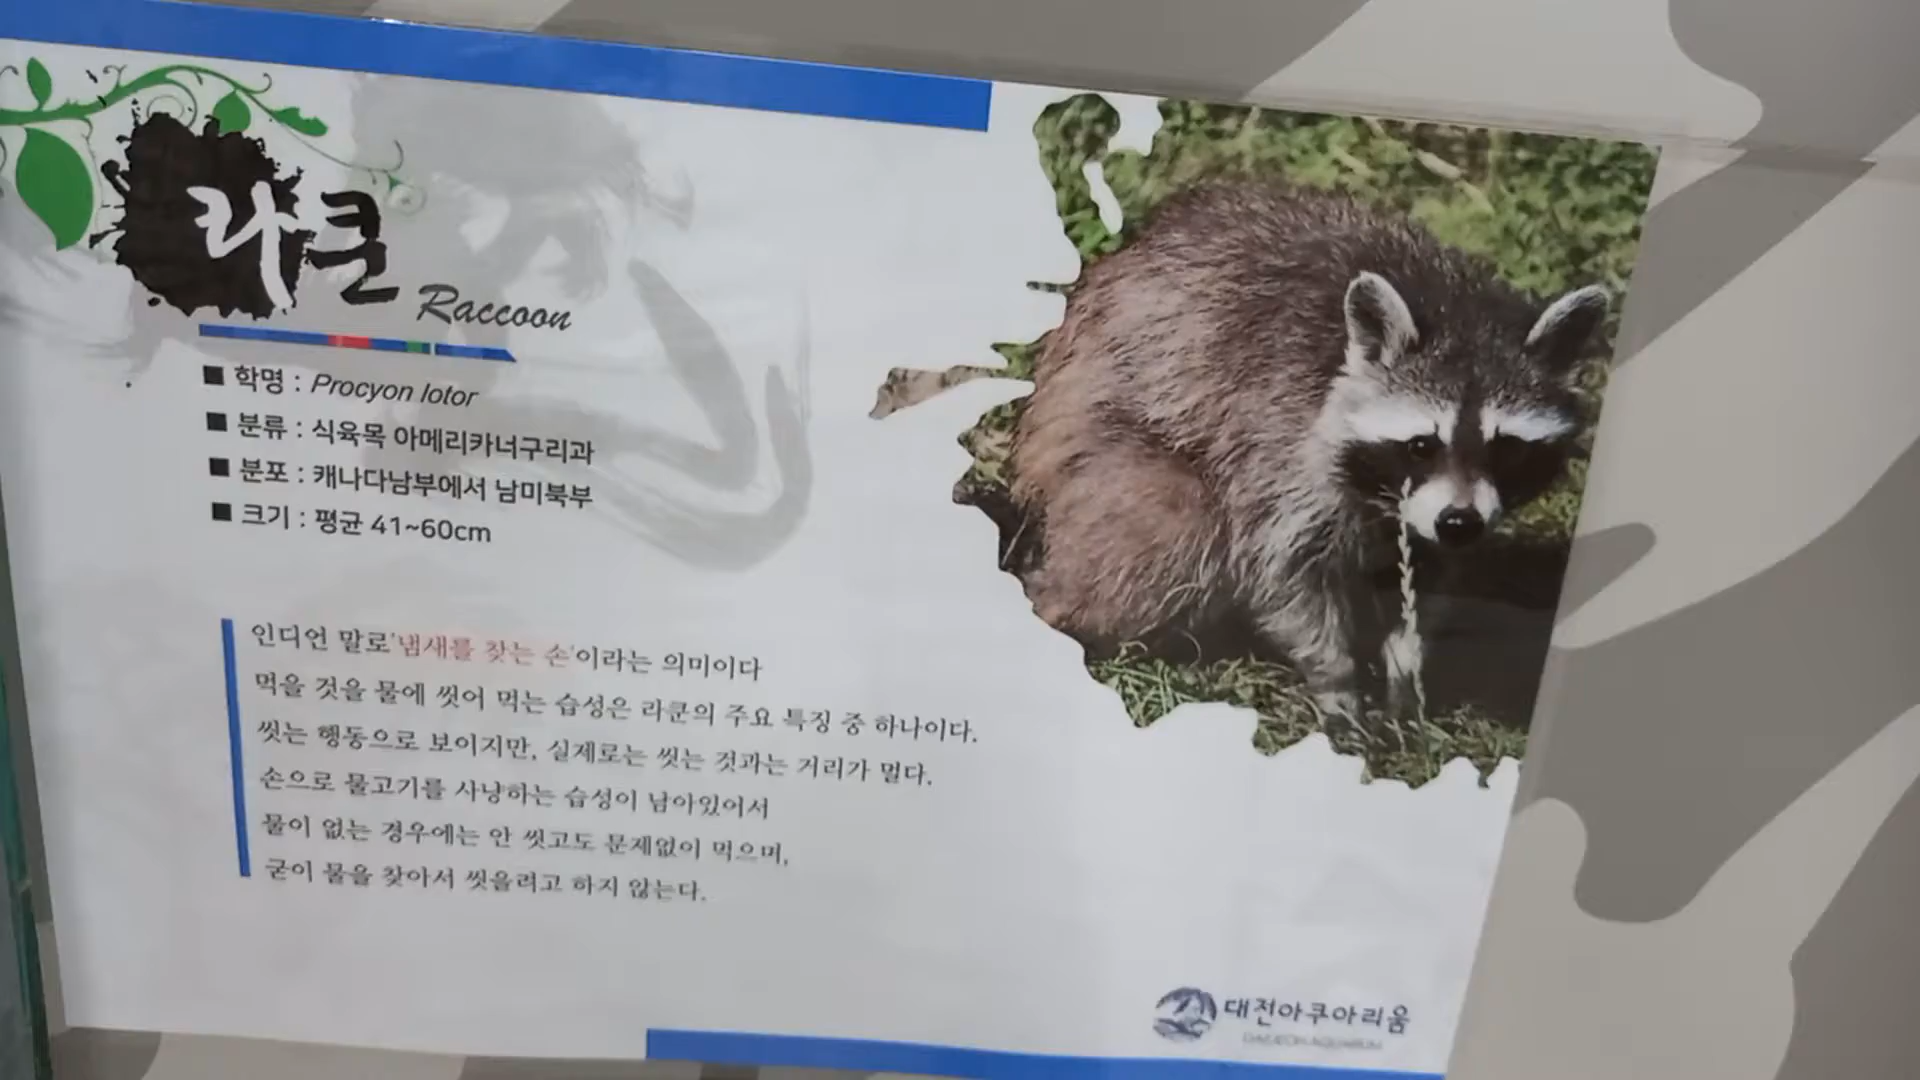 라쿤 Raccoon
■ 학명 : Procyon lotor
■ 분류 : 식육목 아메리카너구리과
■ 분포 : 캐나다남부에서 남미북부
■ 크기 : 평균 41~60cm
인디언 말로'냄새를 찾는 손'이라는 의미이다
먹을 것을 물에 씻어 먹는 습성은 라쿤의 주요 특징 중 하나이다.
씻는 행동으로 보이지만, 실제로는 씻는 것과는 거리가 멀다.
손으로 물고기를 사냥하는 습성이 남아있어서
물이 없는 경우에는 안 씻고도 문제없이 먹으며,
굳이 물을 찾아서 씻을려고 하지 않는다.
대전아쿠아리움
DAEJEON AQUARIUM